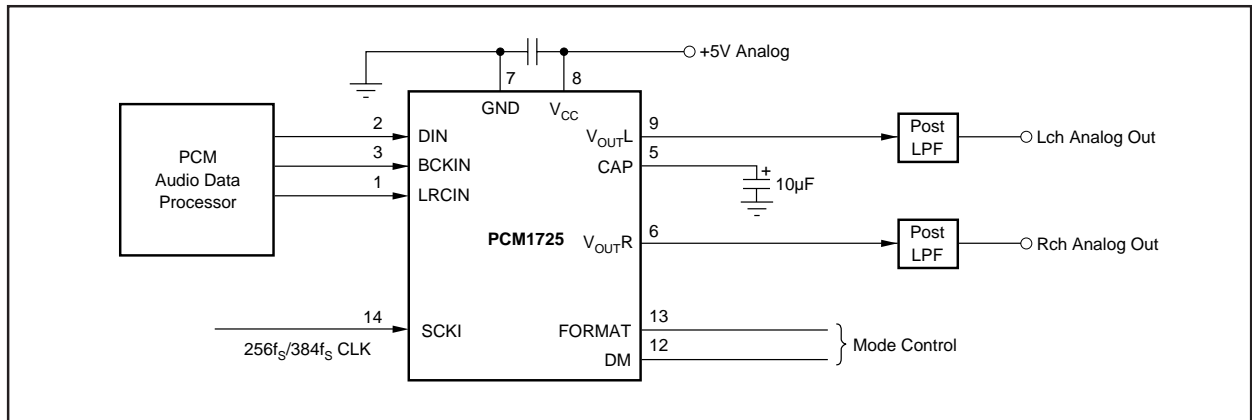 +5V Analog
7
8
GND
VCC
PCM
Audio Data
Processor
2
DIN
3
BCKIN
1
LRCIN
14
SCKI
256fS/384fS CLK
PCM1725
VOUTL
9
Post
LPF
Lch Analog Out
CAP
5
+
10µF
VOUTR
6
Post
LPF
Rch Analog Out
FORMAT
13
DM
12
Mode Control